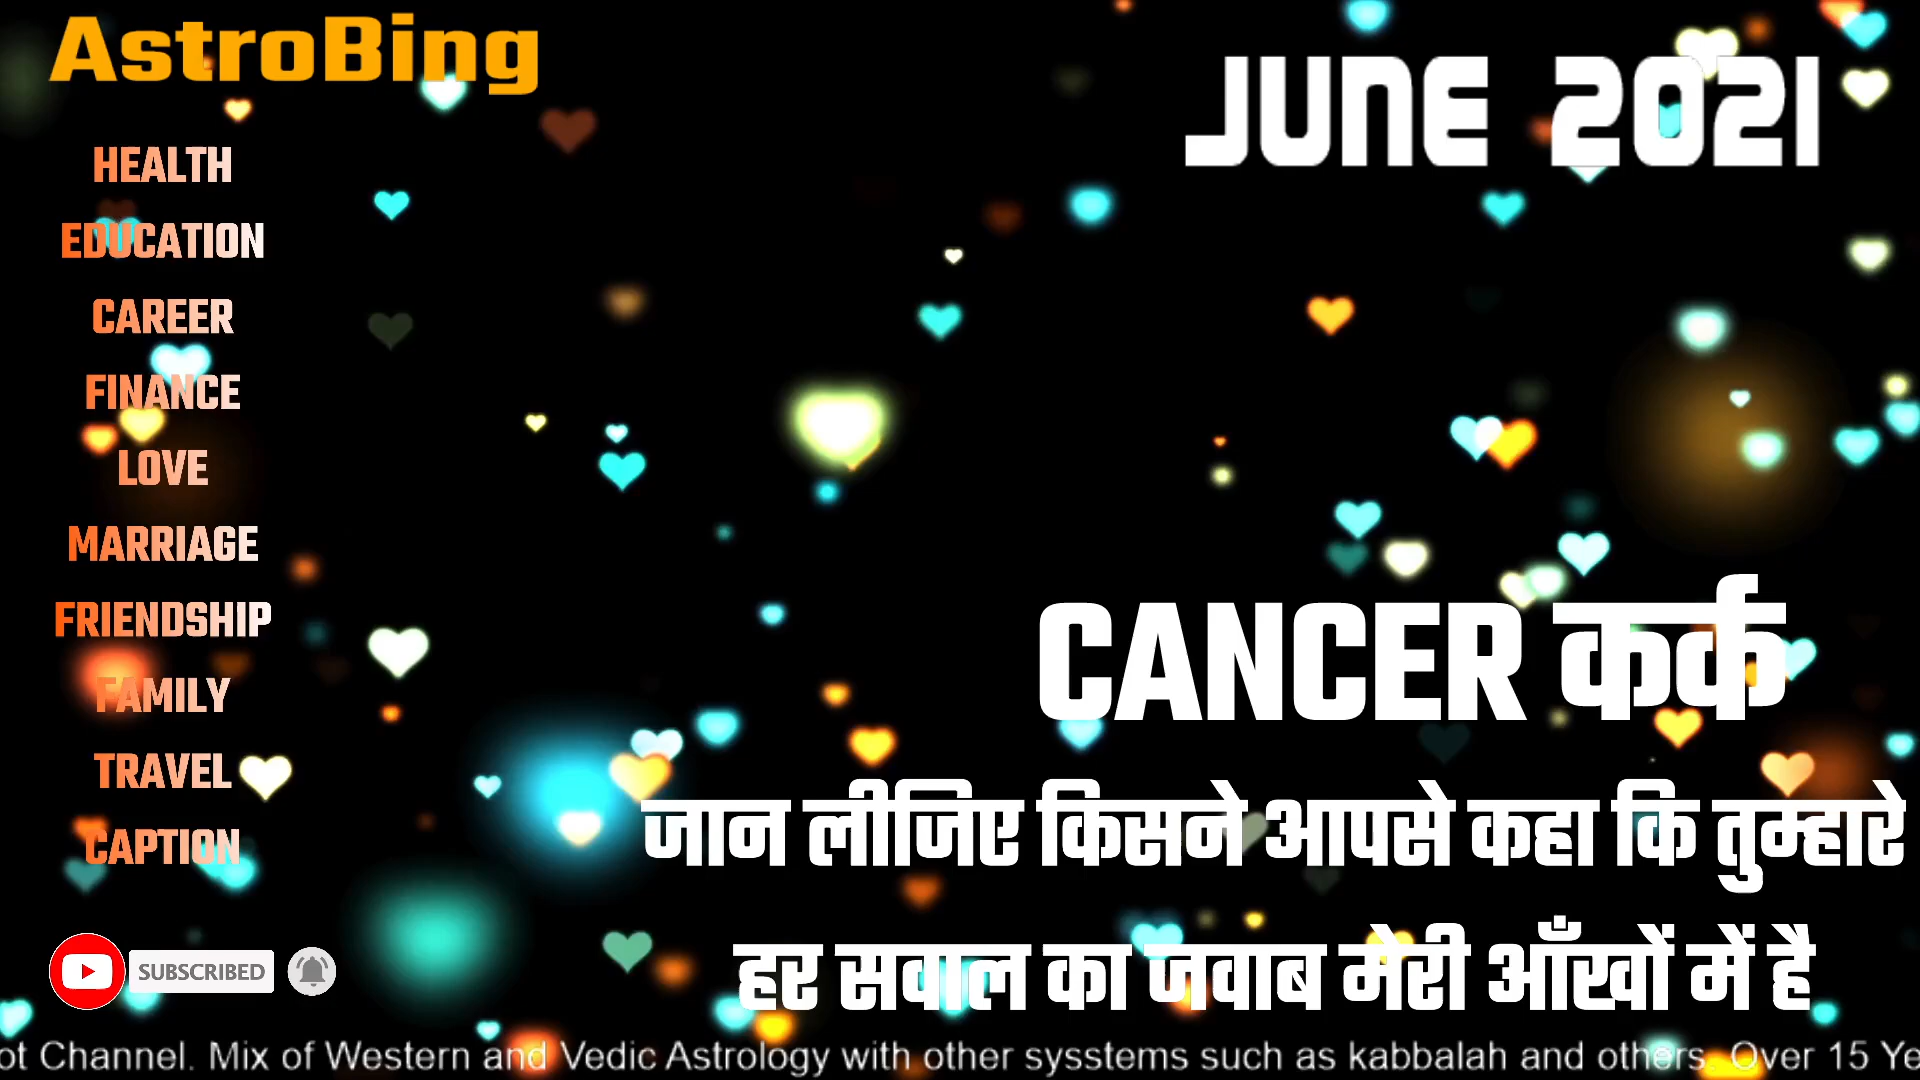 AstroBing
JUNE 2021
HEALTH
EDUCATION
CAREER
FINANCE
LOVE
MARRIAGE
FRIENDSHIP
FAMILY
TRAVEL
CAPTION
CANCER कर्क
जान लीजिए किसने आपसे कहा कि तुम्हारे
हर सवाल का जवाब मेरी आँखों में है
SUBSCRIBED
ot Channel. Mix of Western and Vedic Astrology with other sysstems such as kabbalah and others. Over 15 Ye